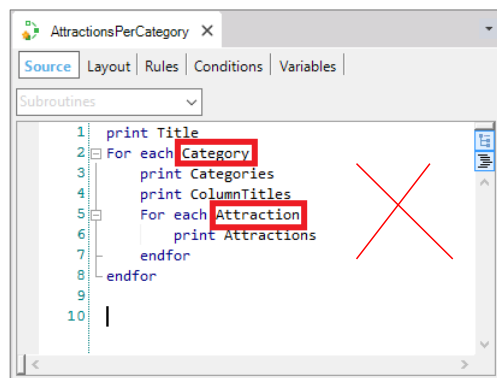 AttractionsPerCategory
Source Layout Rules Conditions Variables
Subroutines
1 print Title
2 For each Category
3 print Categories
4 print ColumnTitles
5 For each Attraction
6 print Attractions
7 endfor
8 endfor
9
10